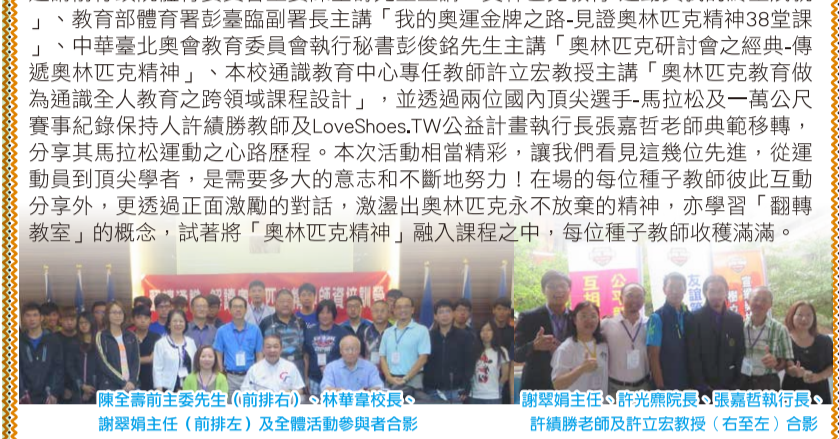 」、教育部體育署彭臺臨副署長主講「我的奧運金牌之路-見證奧林匹克精神38堂課
」、中華臺北奧會教育委員會執行秘書彭俊銘先生主講「奧林匹克研討會之經典-傳
遞奧林匹克精神」、本校通識教育中心專任教師許立宏教授主講「奧林匹克教育做
為通識全人教育之跨領域課程設計」，並透過兩位國內頂尖選手-馬拉松及一萬公尺
賽事紀錄保持人許績勝教師及LoveShoes.TW公益計畫執行長張嘉哲老師典範移轉，
分享其馬拉松運動之心路歷程。本次活動相當精彩，讓我們看見這幾位先進，從運
動員到頂尖學者，是需要多大的意志和不斷地努力！在場的每位種子教師彼此互動
分享外，更透過正面激勵的對話，激盪出奧林匹克永不放棄的精神，亦學習「翻轉
教室」的概念，試著將「奧林匹克精神」融入課程之中，每位種子教師收穫滿滿。
陳全壽前主委先生（前排右）、林華韋校長、
謝翠娟主任（前排左）及全體活動參與者合影
謝翠娟主任、許光麃院長、張嘉哲執行長、
許績勝老師及許立宏教授（右至左）合影